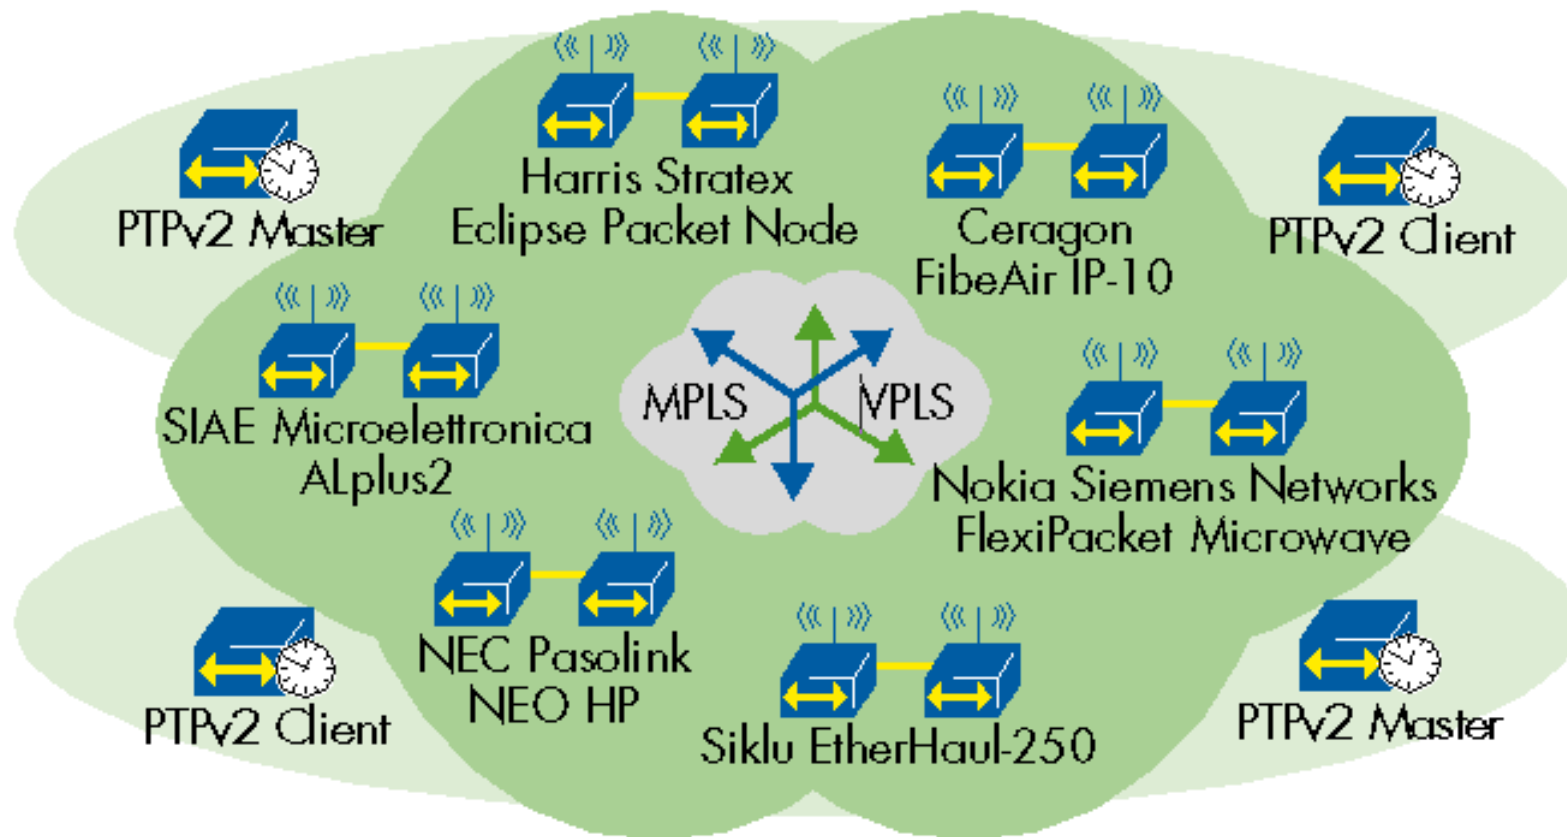 Harris Stratex
Eclipse Packet Node
PTPv2 Master
Ceragon
FibeAir IP-10
PTPv2 Client
SIAE Microelettronica
ALplus2
MPLS
VPLS
Nokia Siemens Networks
FlexiPacket Microwave
NEC Pasolink
NEO HP
PTPv2 Client
Siklu EtherHaul-250
PTPv2 Master